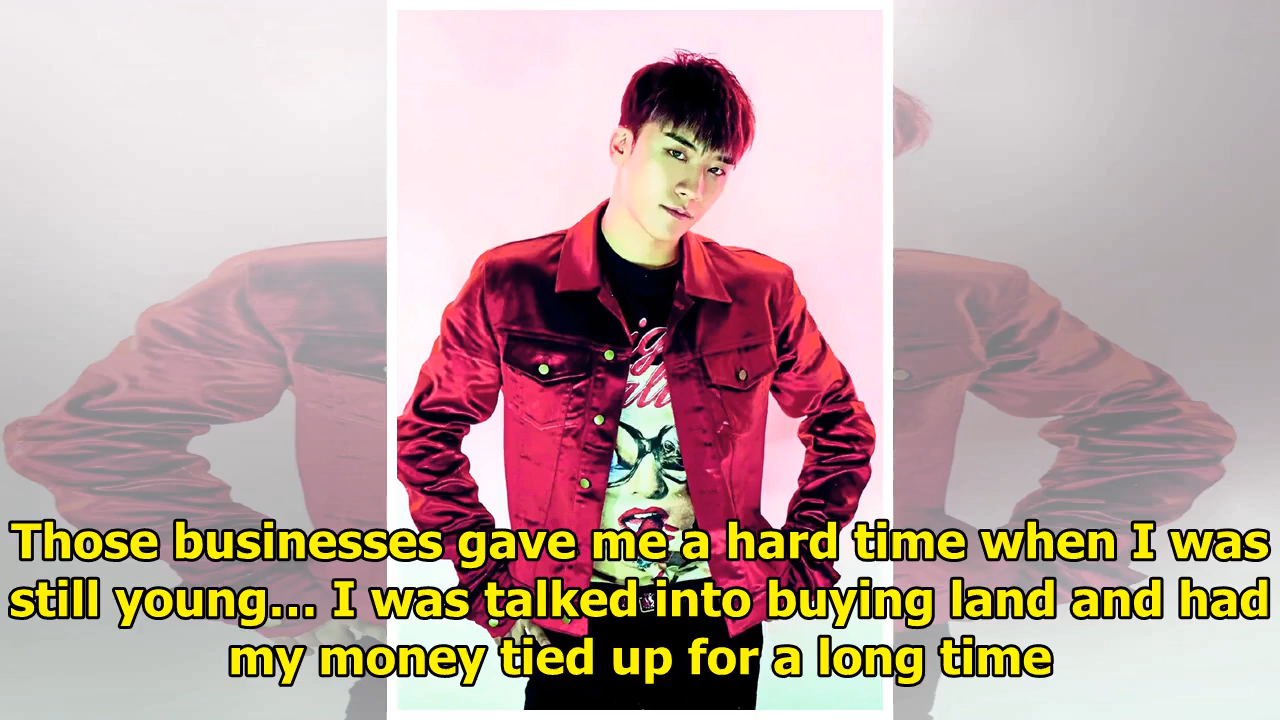 Those businesses gave me a hard time when I was
still young... I was talked into buying land and had
my money tied up for a long time